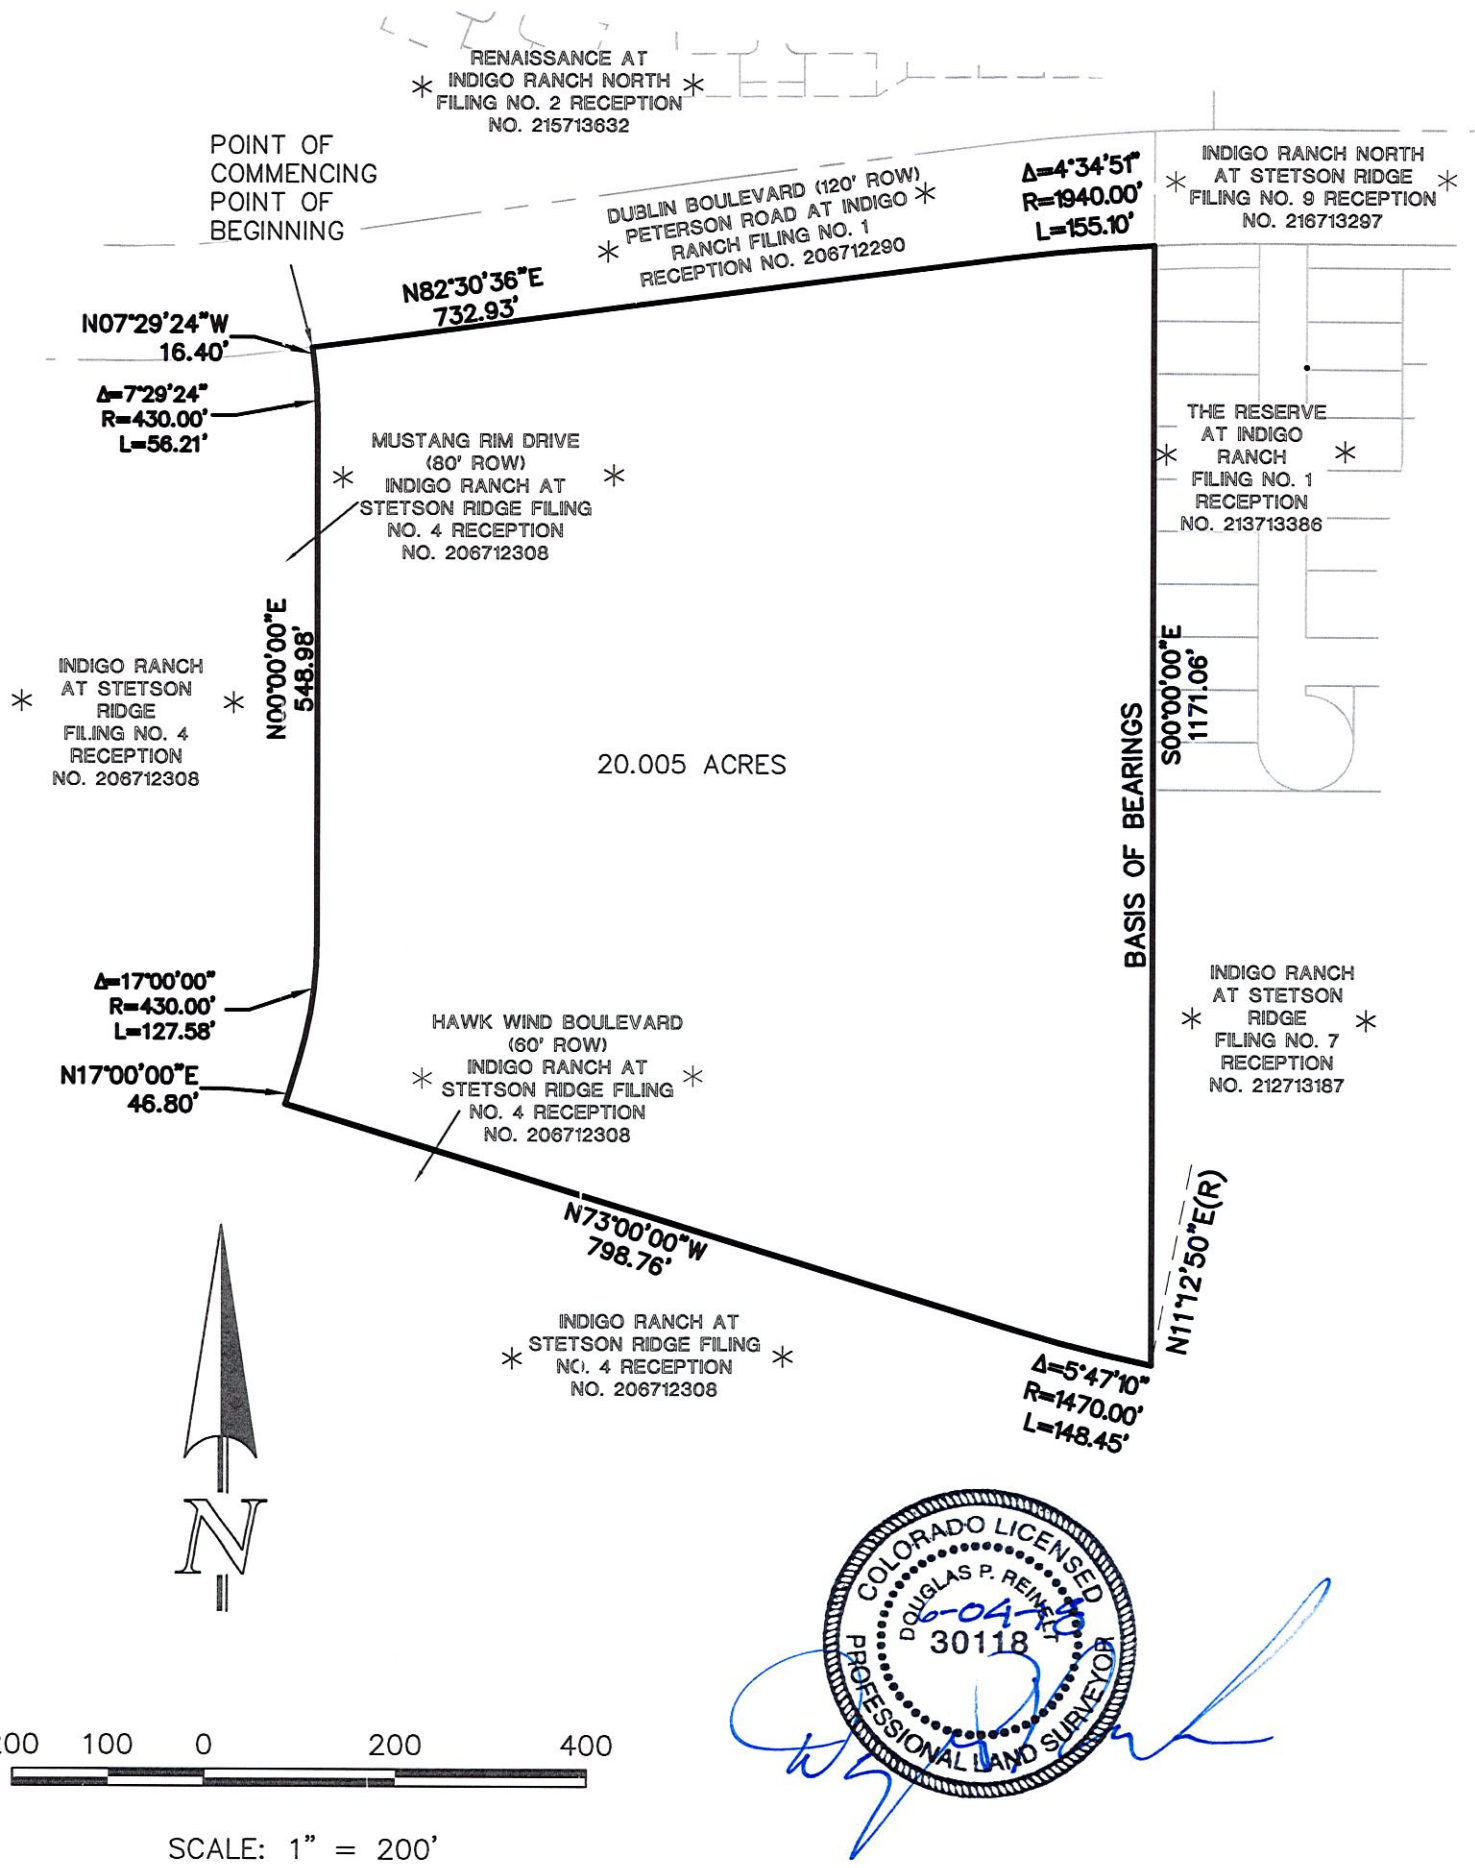 RENAISSANCE AT
* INDIGO RANCH NORTH *
FILING NO. 2 RECEPTION
NO. 215713632
POINT OF
COMMENCING
POINT OF
BEGINNING
DUBLIN BOULEVARD (120' ROW)
* PETERSON ROAD AT INDIGO *
RANCH FILING NO. 1
RECEPTION NO. 206712290
Δ=4°34'51"
R=1940.00'
L=155.10'
INDIGO RANCH NORTH
* AT STETSON RIDGE *
FILING NO. 9 RECEPTION
NO. 216713297
N82°30'36"E
732.93'
N07°29'24"W
16.40'
Δ=7°29'24"
R=430.00'
L=56.21'
MUSTANG RIM DRIVE
(80' ROW)
* INDIGO RANCH AT *
STETSON RIDGE FILING
NO. 4 RECEPTION
NO. 206712308
THE RESERVE
AT INDIGO
* RANCH *
FILING NO. 1
RECEPTION
NO. 213713386
N00°00'00"E
548.98'
INDIGO RANCH
AT STETSON
* RIDGE *
FILING NO. 4
RECEPTION
NO. 206712308
20.005 ACRES
BASIS OF BEARINGS
S00°00'00"E
1171.06'
Δ=17°00'00"
R=430.00'
L=127.58'
N17°00'00"E
46.80'
HAWK WIND BOULEVARD
(60' ROW)
* INDIGO RANCH AT *
STETSON RIDGE FILING
NO. 4 RECEPTION
NO. 206712308
INDIGO RANCH
AT STETSON
* RIDGE *
FILING NO. 7
RECEPTION
NO. 212713187
N73°00'00"W
798.76'
N11°12'50"E(R)
INDIGO RANCH AT
* STETSON RIDGE FILING *
NO. 4 RECEPTION
NO. 206712308
Δ=5°47'10"
R=1470.00'
L=148.45'
N
COLORADO LICENSED
DOUGLAS P. REINELT
30118
PROFESSIONAL LAND SURVEYOR
100 0 200 400
SCALE: 1" = 200'